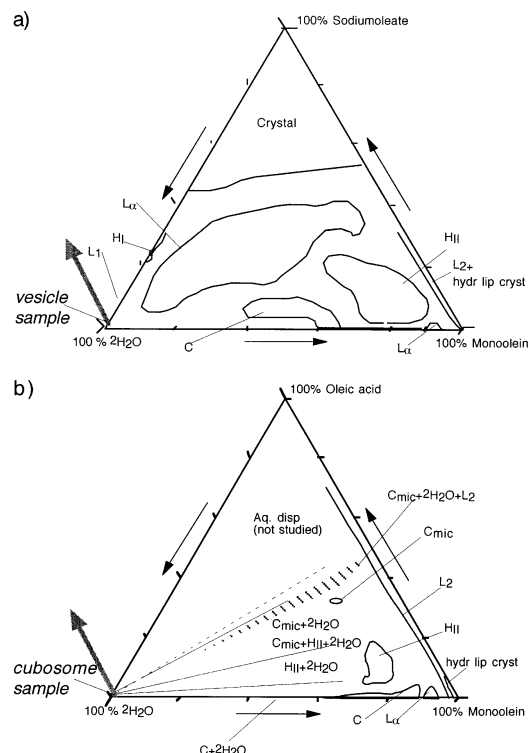 a)
100% Sodiumoleate
Crystal
Lα
HI
L1
HII
L2+
hydr lip cryst
vesicle
sample
100% ²H₂O
C
Lα
100% Monoolein
b)
100% Oleic acid
Cmic+²H₂O+L2
Aq. disp
(not studied)
Cmic
L2
Cmic+²H₂O
HII
Cmic+HII+²H₂O
HII+²H₂O
hydr lip cryst
cubosome
sample
100 % ²H₂O
C
Lα
100% Monoolein
C+²H₂O